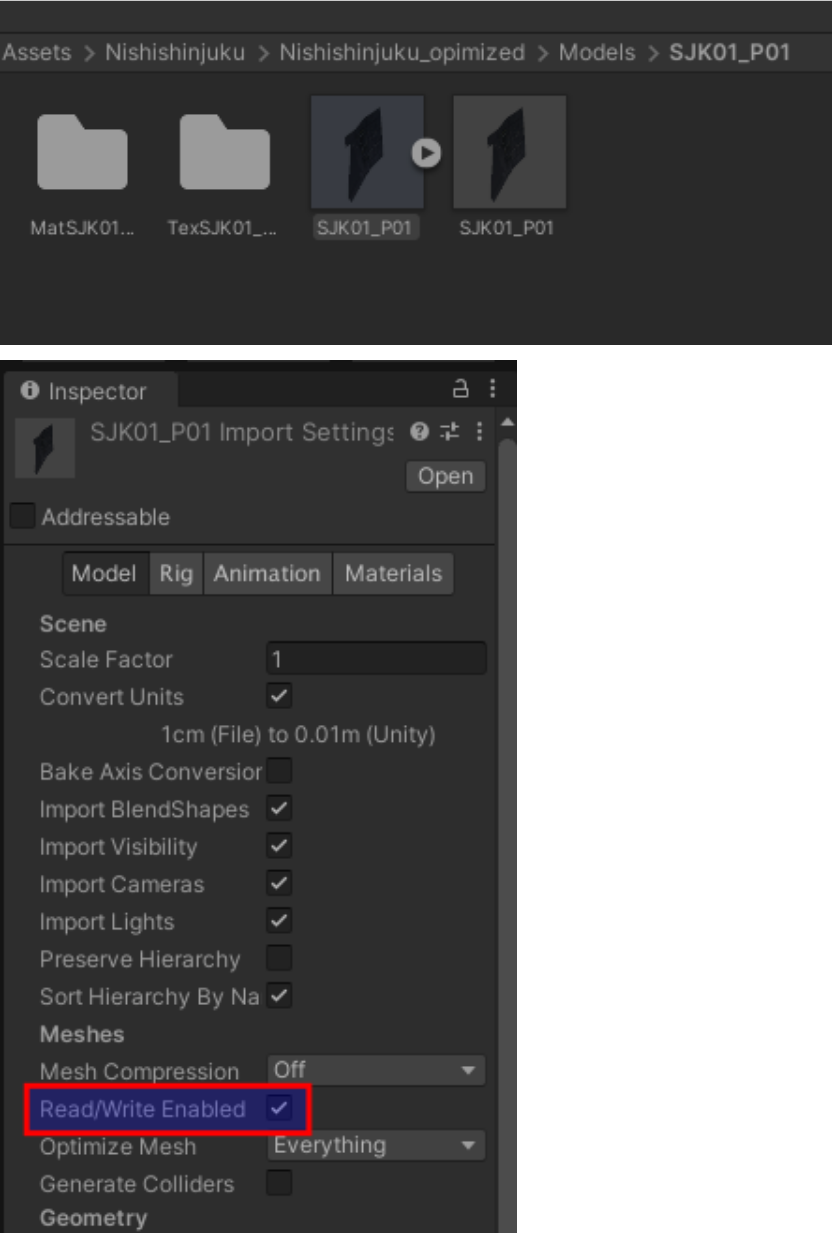 Assets > Nishishinjuku > Nishishinjuku_opimized > Models > SJK01_P01
MatSJK01... TexSJK01_... SJK01_P01 SJK01_P01
Inspector
SJK01_P01 Import Settings
Open
Addressable
Model Rig Animation Materials
Scene
Scale Factor 1
Convert Units
1cm (File) to 0.01m (Unity)
Bake Axis Conversior
Import BlendShapes
Import Visibility
Import Cameras
Import Lights
Preserve Hierarchy
Sort Hierarchy By Na
Meshes
Mesh Compression Off
Read/Write Enabled
Optimize Mesh Everything
Generate Colliders
Geometry